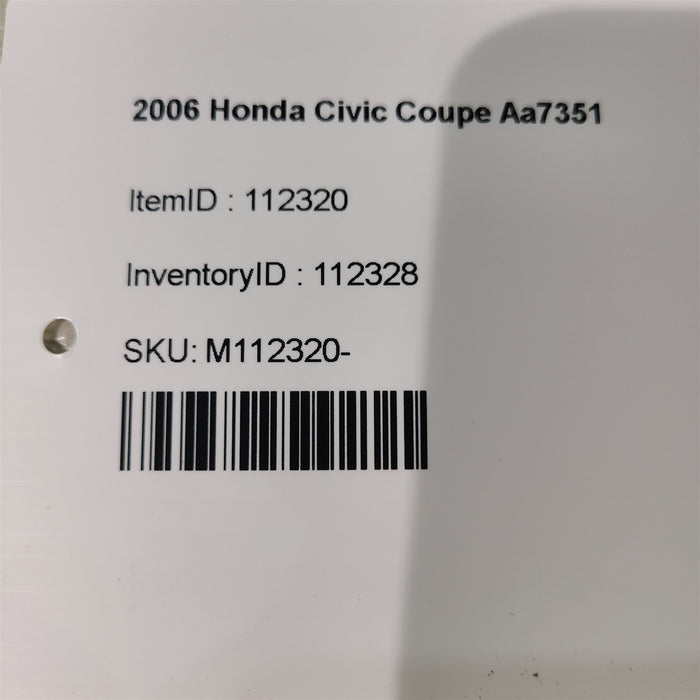 2006 Honda Civic Coupe Aa7351
ItemID : 112320
InventoryID : 112328
SKU: M112320-